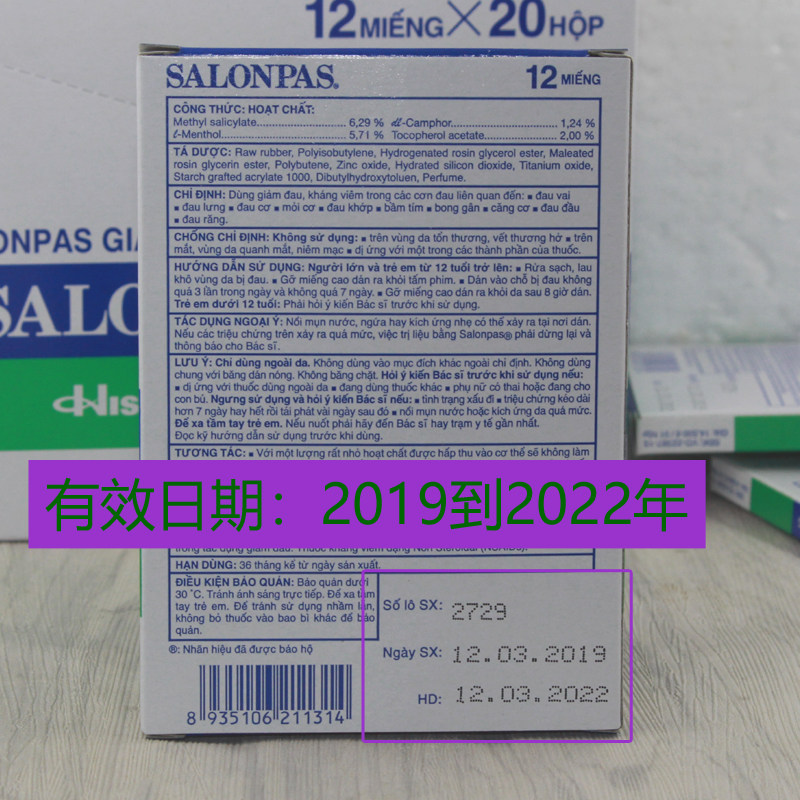 12 MIẾNG X 20 HỘP
SALONPAS®
12 MIẾNG
CÔNG THỨC: HOẠT CHẤT:
Methyl salicylate.......................... 6,29 % dl-Camphor.............................. 1,24 %
ℓ-Menthol...................................... 5,71 % Tocopherol acetate.................. 2,00 %
TÁ DƯỢC: Raw rubber, Polyisobutylene, Hydrogenated rosin glycerol ester, Maleated
rosin glycerin ester, Polybutene, Zinc oxide, Hydrated silicon dioxide, Titanium oxide,
Starch grafted acrylate 1000, Dibutylhydroxytoluen, Perfume.
CHỈ ĐỊNH: Dùng giảm đau, kháng viêm trong các cơn đau liên quan đến: ▪ đau vai
▪ đau lưng ▪ đau cơ ▪ mỏi cơ ▪ đau khớp ▪ bầm tím ▪ bong gân ▪ căng cơ ▪ đau đầu
▪ đau răng.
CHỐNG CHỈ ĐỊNH: Không sử dụng: ▪ trên vùng da tổn thương, vết thương hở ▪ trên
mắt, vùng da quanh mắt, niêm mạc ▪ dị ứng với một trong các thành phần của thuốc.
HƯỚNG DẪN SỬ DỤNG: Người lớn và trẻ em từ 12 tuổi trở lên: ▪ Rửa sạch, lau
khô vùng da bị đau. ▪ Gỡ miếng cao dán ra khỏi tấm phim. ▪ Dán vào chỗ bị đau không
quá 3 lần trong ngày và không quá 7 ngày. ▪ Gỡ miếng cao dán ra khỏi da sau 8 giờ dán.
Trẻ em dưới 12 tuổi: Phải hỏi ý kiến Bác sĩ trước khi sử dụng.
TÁC DỤNG NGOẠI Ý: Nổi mụn nước, ngứa hay kích ứng nhẹ có thể xảy ra tại nơi dán.
Nếu các triệu chứng trên xảy ra quá mức, việc trị liệu bằng Salonpas® phải dừng lại và
thông báo cho Bác sĩ.
LƯU Ý: Chỉ dùng ngoài da. Không dùng vào mục đích khác ngoài chỉ định. Không dùng
chung với băng dán nóng. Không băng chặt. Hỏi ý kiến Bác sĩ trước khi sử dụng nếu:
▪ dị ứng với thuốc dùng ngoài da ▪ đang dùng thuốc khác ▪ phụ nữ có thai hoặc đang cho
con bú. Ngưng sử dụng và hỏi ý kiến Bác sĩ nếu: ▪ tình trạng xấu đi ▪ triệu chứng kéo dài
hơn 7 ngày hay hết rồi tái phát vài ngày sau đó ▪ nổi mụn nước hoặc kích ứng da quá mức.
Để xa tầm tay trẻ em. Nếu nuốt phải hãy đến Bác sĩ hay trạm y tế gần nhất.
Đọc kỹ hướng dẫn sử dụng trước khi dùng.
TƯƠNG TÁC: ▪ Với một lượng rất nhỏ hoạt chất được hấp thu vào cơ thể sẽ không làm
有效日期：2019到2022年
trong tác dụng giảm đau. Thuốc kháng viêm dạng Non Steroidal (NSAIDs).
HẠN DÙNG: 36 tháng kể từ ngày sản xuất.
ĐIỀU KIỆN BẢO QUẢN: Bảo quản dưới
30 °C. Tránh ánh sáng trực tiếp. Để xa tầm
tay trẻ em. Để tránh sử dụng nhầm lẫn,
không bỏ thuốc vào bao bì khác để bảo
quản.
®: Nhãn hiệu đã được bảo hộ
8 935106 211314
Số lô SX: 2729
Ngày SX: 12.03.2019
HD: 12.03.2022
ONPAS GIẢ
SALO
His